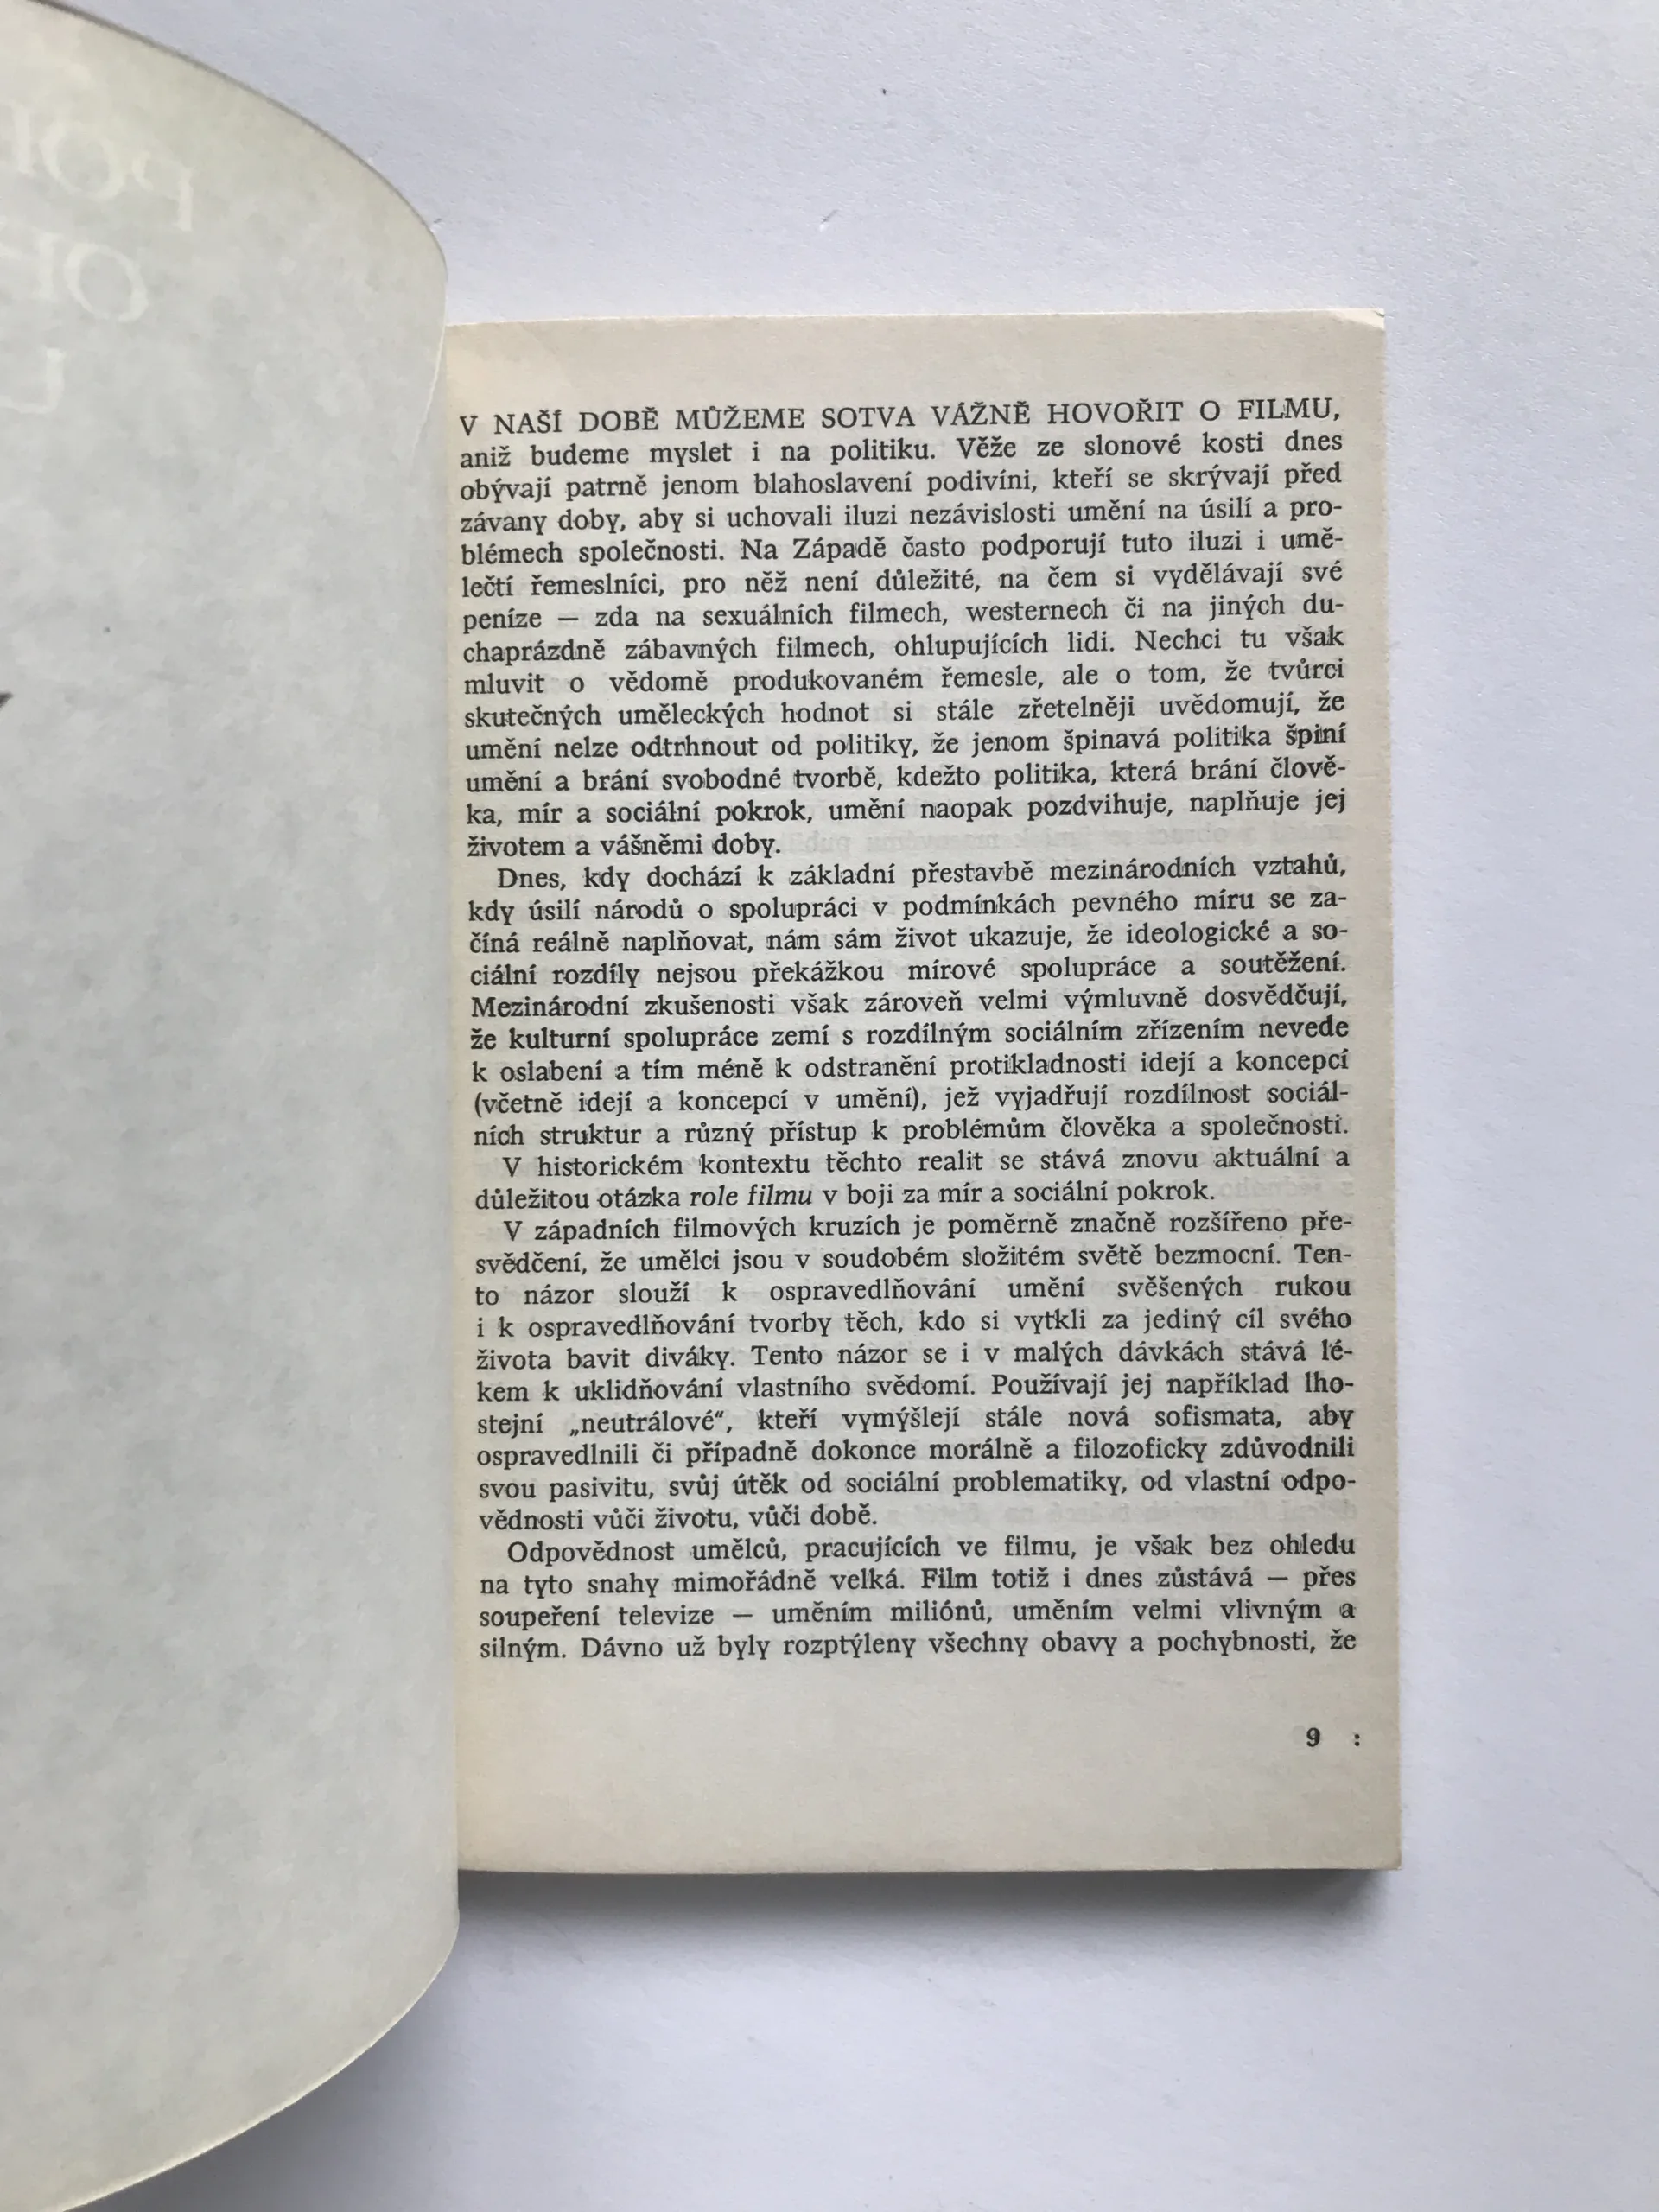 V NAŠÍ DOBĚ MŮŽEME SOTVA VÁŽNĚ HOVOŘIT O FILMU,
aniž budeme myslet i na politiku. Věže ze slonové kosti dnes
obývají patrně jenom blahoslavení podivíni, kteří se skrývají před
závany doby, aby si uchovali iluzi nezávislosti umění na úsilí a pro-
blémech společnosti. Na Západě často podporují tuto iluzi i umě-
lečtí řemeslníci, pro něž není důležité, na čem si vydělávají své
peníze — zda na sexuálních filmech, westernech či na jiných du-
chaprázdně zábavných filmech, ohlupujících lidi. Nechci tu však
mluvit o vědomě produkovaném řemesle, ale o tom, že tvůrci
skutečných uměleckých hodnot si stále zřetelněji uvědomují, že
umění nelze odtrhnout od politiky, že jenom špinavá politika špiní
umění a brání svobodné tvorbě, kdežto politika, která brání člově-
ka, mír a sociální pokrok, umění naopak pozdvihuje, naplňuje jej
životem a vášněmi doby.
Dnes, kdy dochází k základní přestavbě mezinárodních vztahů,
kdy úsilí národů o spolupráci v podmínkách pevného míru se za-
číná reálně naplňovat, nám sám život ukazuje, že ideologické a so-
ciální rozdíly nejsou překážkou mírové spolupráce a soutěžení.
Mezinárodní zkušenosti však zároveň velmi výmluvně dosvědčují,
že kulturní spolupráce zemí s rozdílným sociálním zřízením nevede
k oslabení a tím méně k odstranění protikladnosti idejí a koncepcí
(včetně idejí a koncepcí v umění), jež vyjadřují rozdílnost sociál-
ních struktur a různý přístup k problémům člověka a společnosti.
V historickém kontextu těchto realit se stává znovu aktuální a
důležitou otázka role filmu v boji za mír a sociální pokrok.
V západních filmových kruzích je poměrně značně rozšířeno pře-
svědčení, že umělci jsou v soudobém složitém světě bezmocní. Ten-
to názor slouží k ospravedlňování umění svěšených rukou
i k ospravedlňování tvorby těch, kdo si vytkli za jediný cíl svého
života bavit diváky. Tento názor se i v malých dávkách stává lé-
kem k uklidňování vlastního svědomí. Používají jej například lho-
stejní „neutrálové“, kteří vymýšlejí stále nová sofismata, aby
ospravedlnili či případně dokonce morálně a filozoficky zdůvodnili
svou pasivitu, svůj útěk od sociální problematiky, od vlastní odpo-
vědnosti vůči životu, vůči době.
Odpovědnost umělců, pracujících ve filmu, je však bez ohledu
na tyto snahy mimořádně velká. Film totiž i dnes zůstává — přes
soupeření televize — uměním miliónů, uměním velmi vlivným a
silným. Dávno už byly rozptýleny všechny obavy a pochybnosti, že
9 :